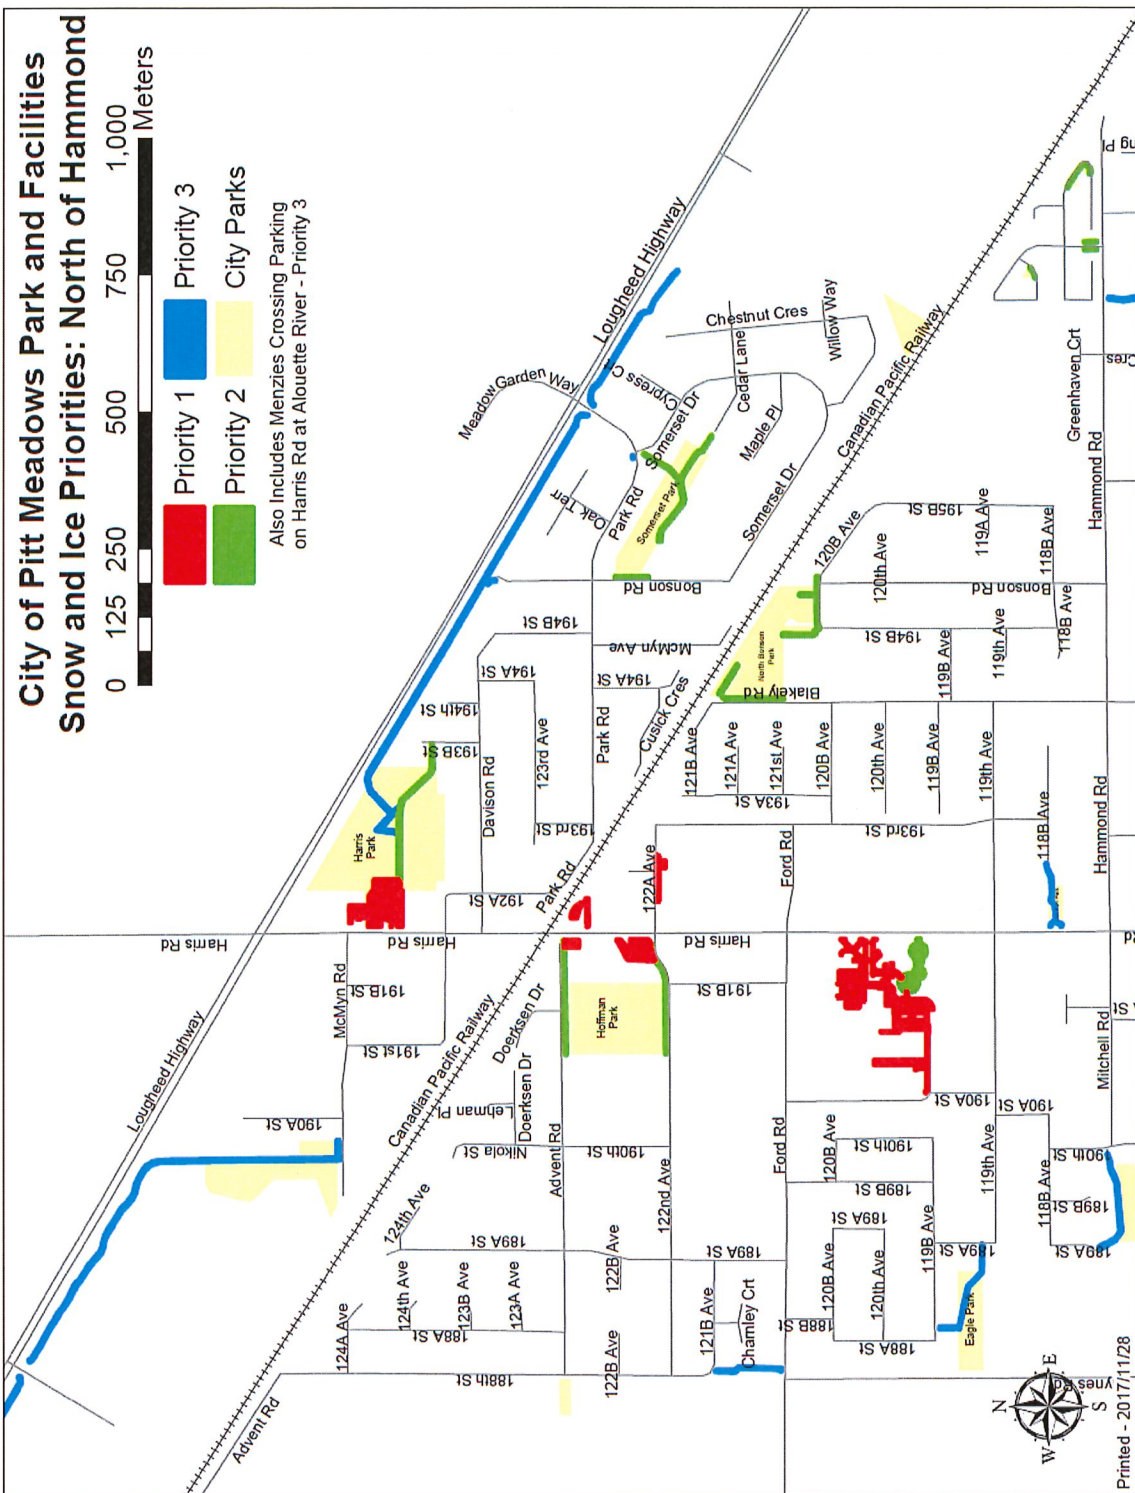 City of Pitt Meadows Park and Facilities
Snow and Ice Priorities: North of Hammond
0 125 250 500 750 1,000
Meters
Priority 1
Priority 3
Priority 2
City Parks
Also Includes Menzies Crossing Parking
on Harris Rd at Alouette River - Priority 3
Lougheed Highway
Lougheed Highway
Meadow Garden Way
Cypress Crt
Chestnut Cres
Cedar Lane
Willow Way
Somerset Dr
Maple Pl
Somerset Park
Oak Terr
Park Rd
Somerset Dr
Bonson Rd
Canadian Pacific Railway
194B St
McMyn Ave
194A St
194A St
194th St
193B St
123rd Ave
Park Rd
Cusick Cres
Davison Rd
193rd St
Harris Park
192A St
Park Rd
Harris Rd
Harris Rd
Harris Rd
McMyn Rd
191B St
191st St
190A St
Canadian Pacific Railway
Doerksen Dr
Doerksen Dr
Lehman Pl
Nikola St
Advent Rd
190th St
Hoffman Park
122A Ave
191B St
122nd Ave
124th Ave
189A St
124th Ave
123B Ave
123A Ave
124A Ave
188A St
188th St
Advent Rd
122B Ave
122B Ave
121B Ave
Chamley Crt
189A St
Ford Rd
Ford Rd
120B Ave
195B St
120th Ave
119A Ave
118B Ave
Bonson Rd
194B St
119B Ave
119th Ave
118B Ave
North Bonson Park
Blakely Rd
121B Ave
121A Ave
121st Ave
120B Ave
120th Ave
119B Ave
119th Ave
193A St
193rd St
118B Ave
Hammond Rd
Hammond Rd
Greenhaven Crt
Cres
ng Pl
Rd
190A St
119th Ave
190A St
Mitchell Rd
190th St
118B Ave
189B St
189A St
120B Ave
190th St
189B St
119B Ave
189A St
189A St
120B Ave
120th Ave
188B St
188A St
Eagle Park
ynes Rd
N
E
S
W
Printed - 2017/11/28